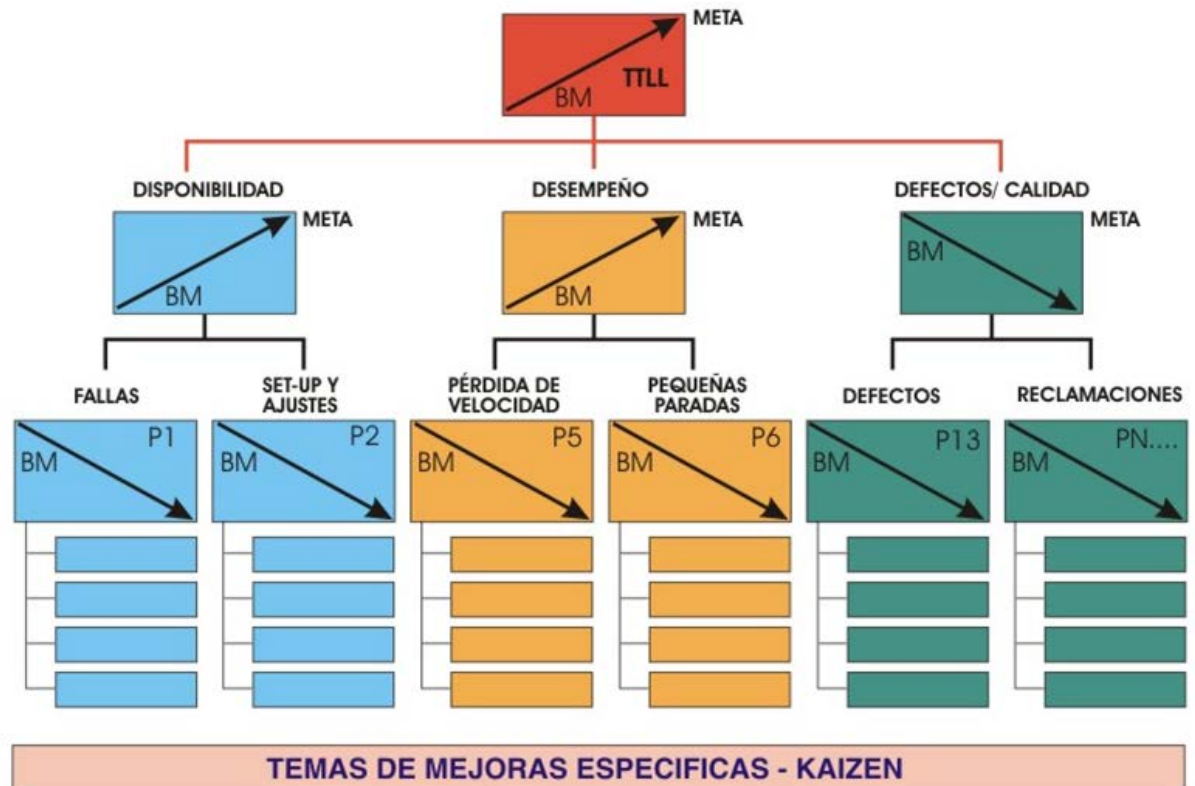 META
TTLL
BM
DISPONIBILIDAD
DESEMPEÑO
DEFECTOS/ CALIDAD
META
META
META
BM
BM
BM
FALLAS
SET-UP Y
AJUSTES
PÉRDIDA DE
VELOCIDAD
PEQUEÑAS
PARADAS
DEFECTOS
RECLAMACIONES
P1
BM
P2
BM
P5
BM
P6
BM
P13
BM
PN....
BM
TEMAS DE MEJORAS ESPECIFICAS - KAIZEN